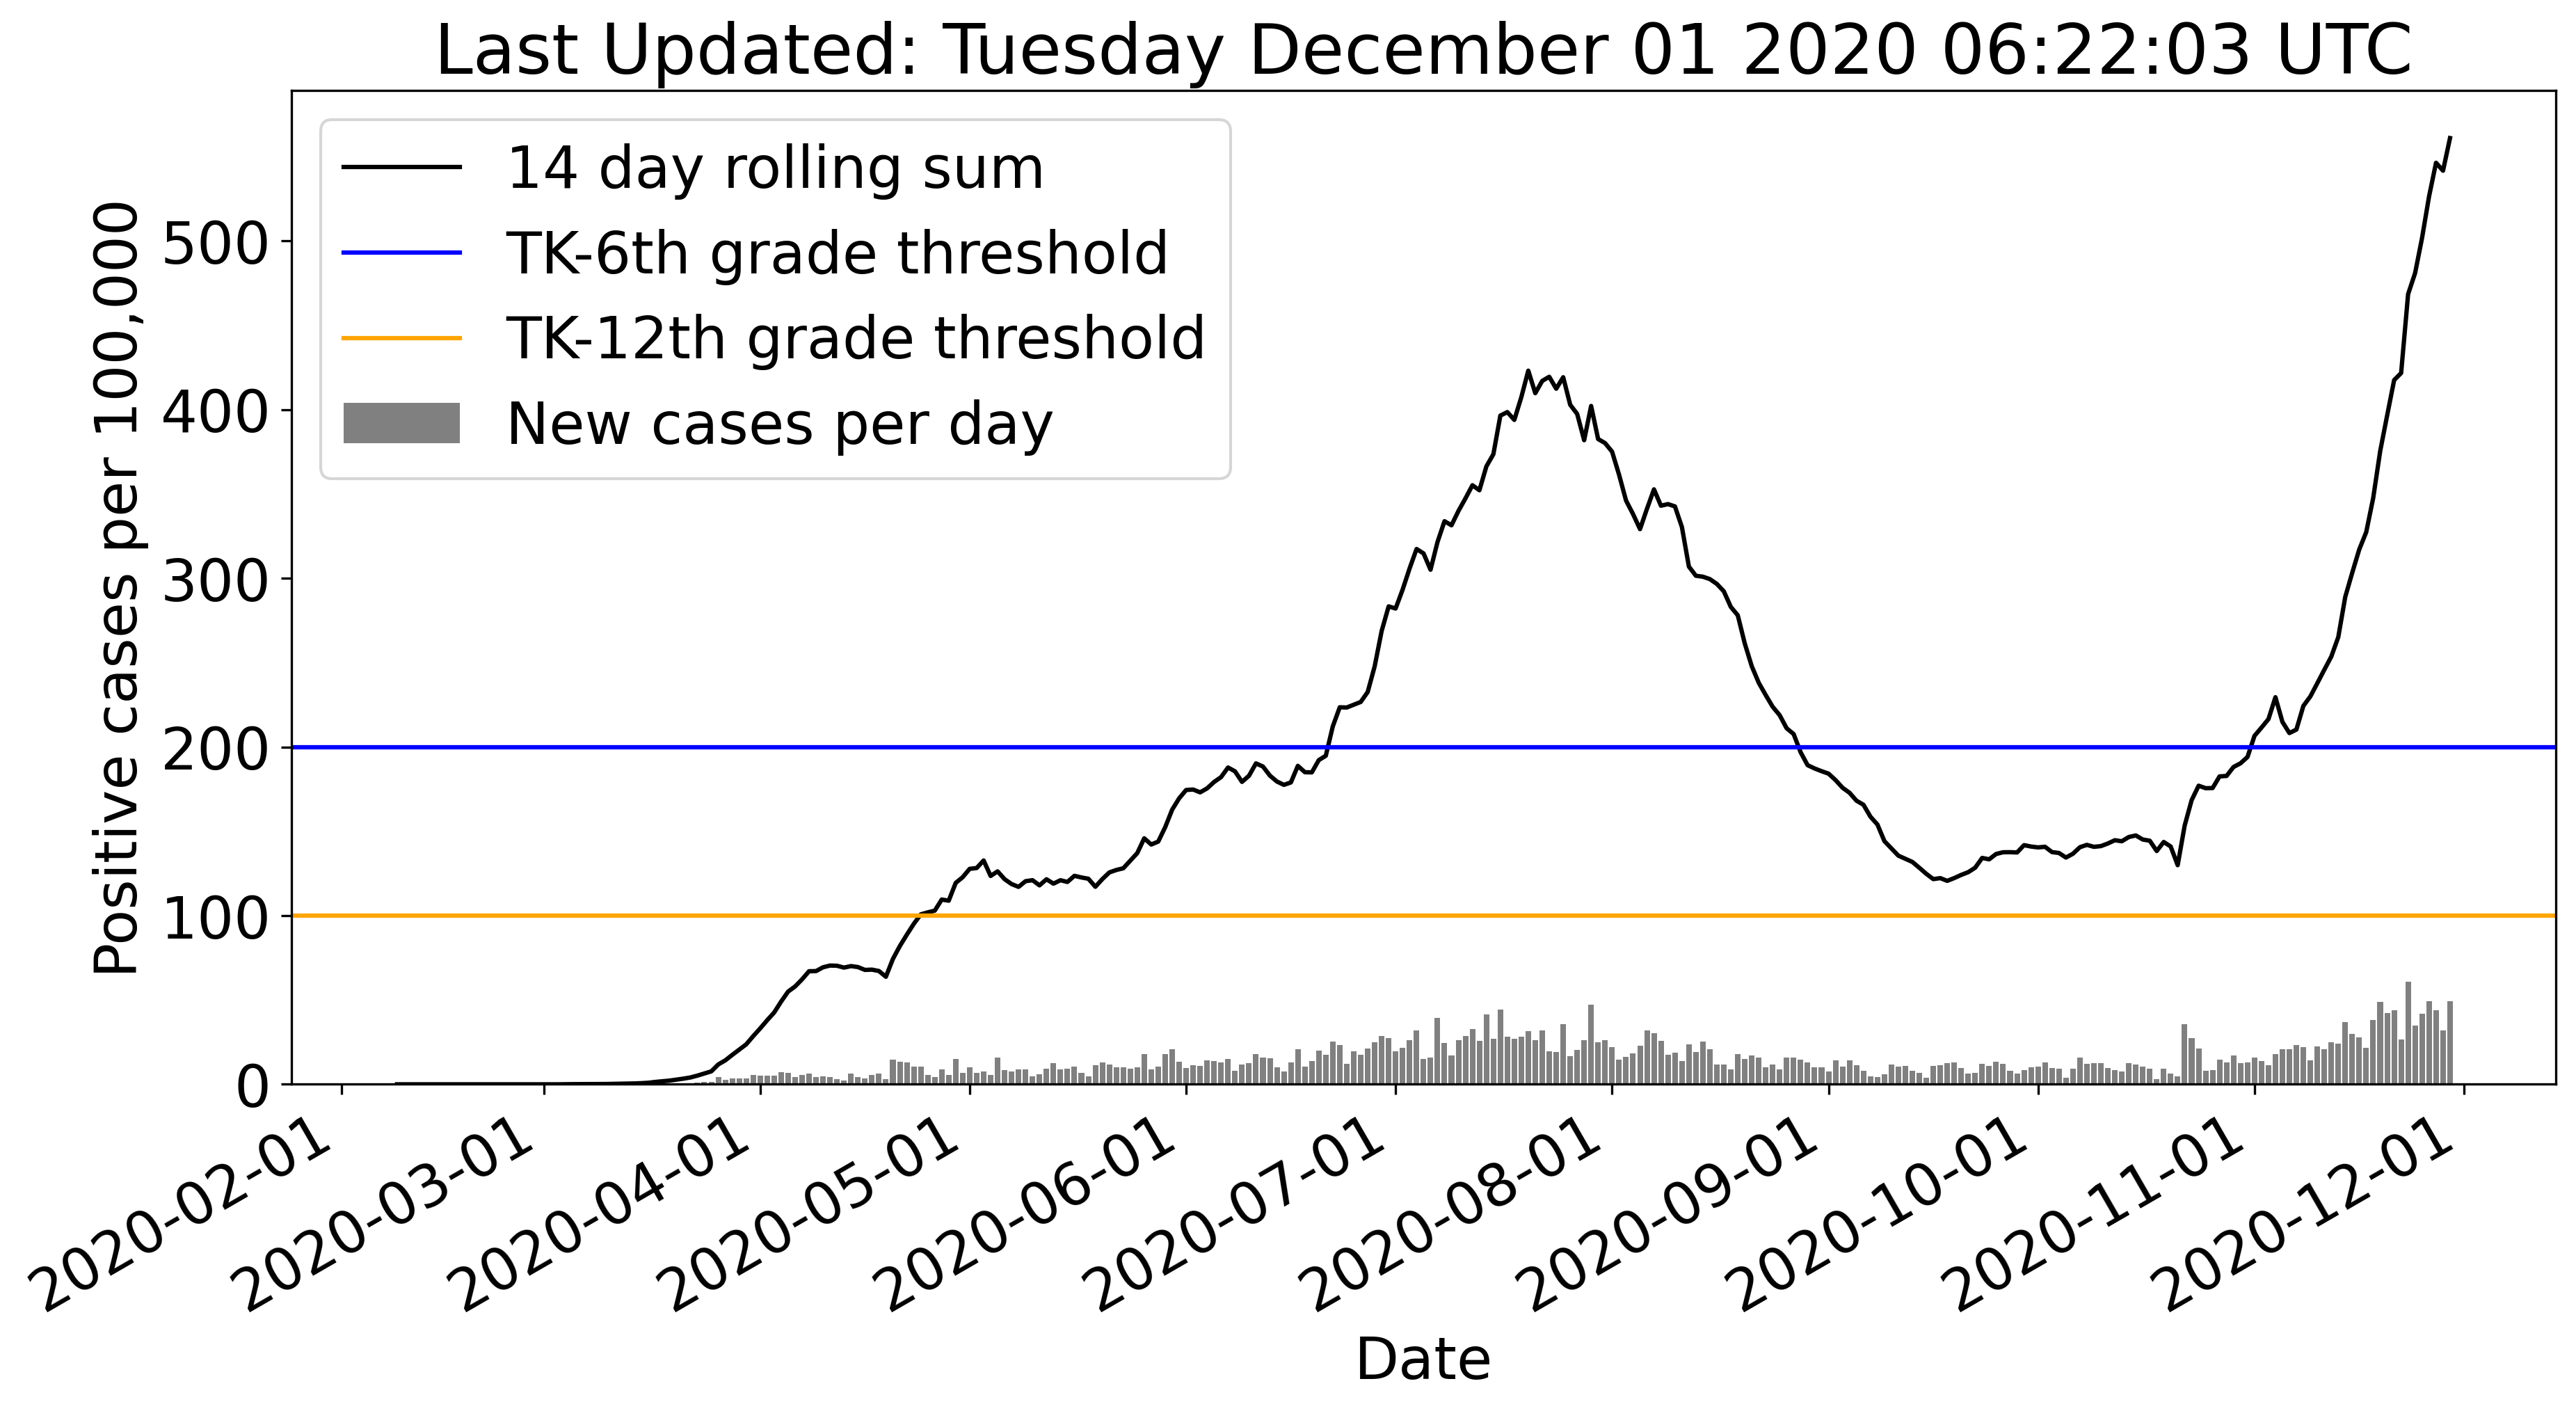 Last Updated: Tuesday December 01 2020 06:22:03 UTC
14 day rolling sum
TK-6th grade threshold
TK-12th grade threshold
New cases per day
Positive cases per 100,000
500
400
300
200
100
0
2020-02-01
2020-03-01
2020-04-01
2020-05-01
2020-06-01
2020-07-01
2020-08-01
2020-09-01
2020-10-01
2020-11-01
2020-12-01
Date